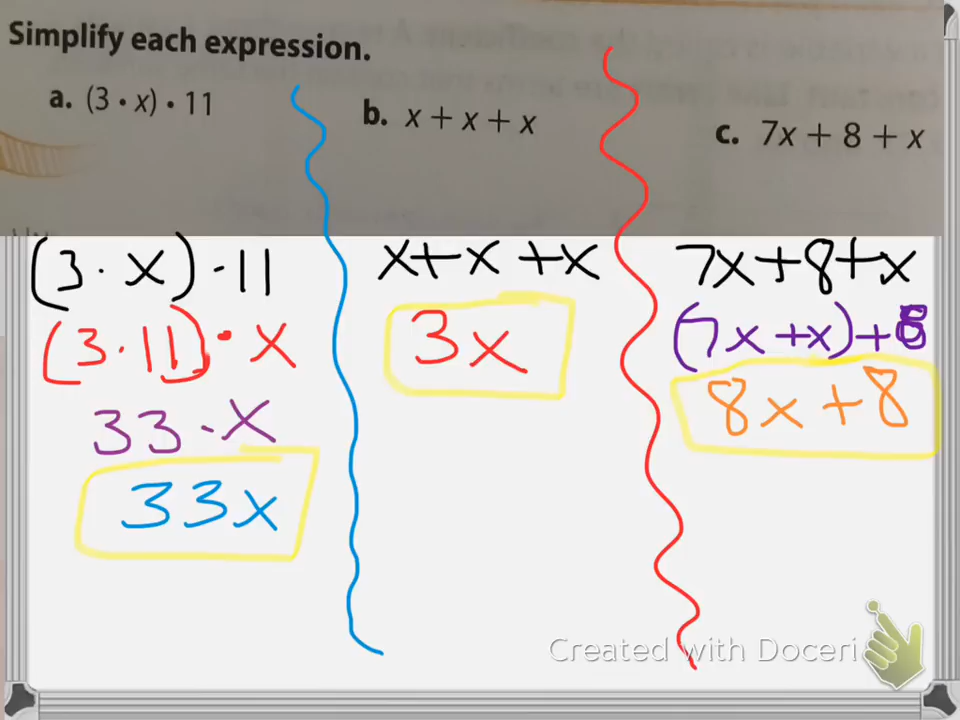 Simplify each expression.
a. (3 • x) • 11
b. x + x + x
c. 7x + 8 + x
(3 · x) · 11
(3 · 11) · x
33 · x
33x
x + x + x
3x
7x + 8 + x
(7x + x) + 8
8x + 8
Created with Doceri